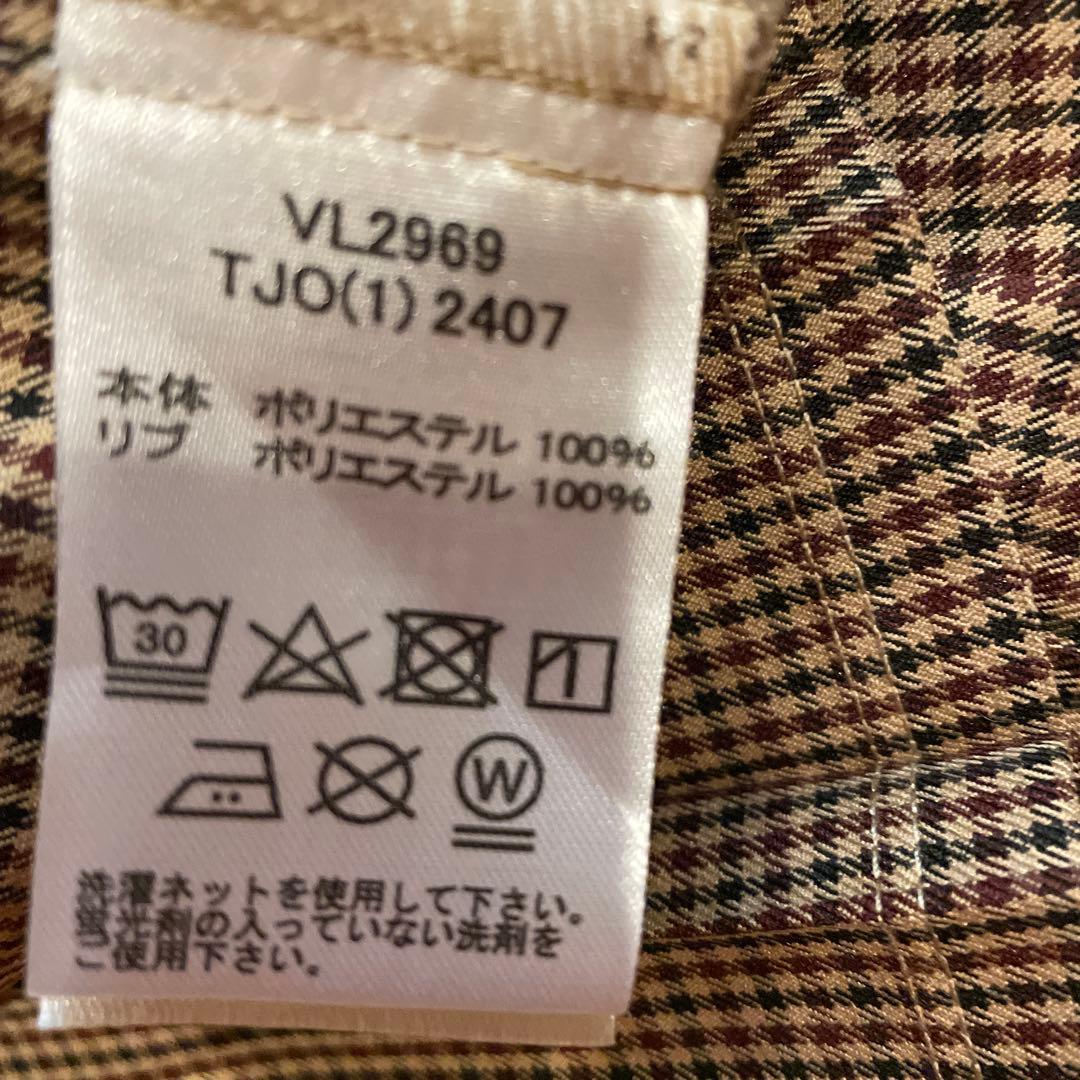 VL2969
TJO(1) 2407
本体 ポリエステル 100%
リブ ポリエステル 100%
30
W
洗濯ネットを使用して下さい。
蛍光剤の入っていない洗剤を
ご使用下さい。